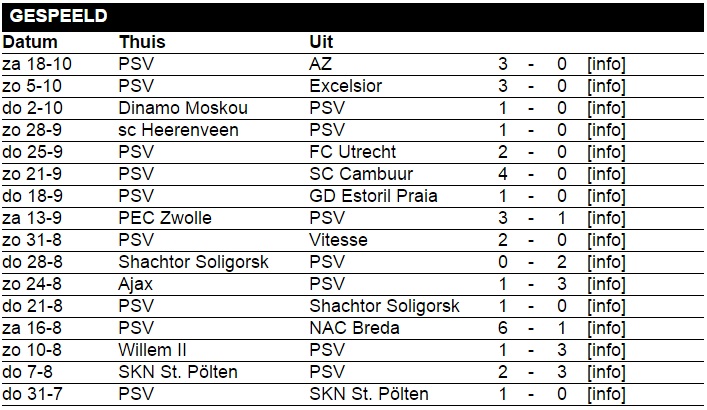 GESPEELD
Datum Thuis Uit
za 18-10 PSV AZ 3 - 0 [info]
zo 5-10 PSV Excelsior 3 - 0 [info]
do 2-10 Dinamo Moskou PSV 1 - 0 [info]
zo 28-9 sc Heerenveen PSV 1 - 0 [info]
do 25-9 PSV FC Utrecht 2 - 0 [info]
zo 21-9 PSV SC Cambuur 4 - 0 [info]
do 18-9 PSV GD Estoril Praia 1 - 0 [info]
za 13-9 PEC Zwolle PSV 3 - 1 [info]
zo 31-8 PSV Vitesse 2 - 0 [info]
do 28-8 Shachtor Soligorsk PSV 0 - 2 [info]
zo 24-8 Ajax PSV 1 - 3 [info]
do 21-8 PSV Shachtor Soligorsk 1 - 0 [info]
za 16-8 PSV NAC Breda 6 - 1 [info]
zo 10-8 Willem II PSV 1 - 3 [info]
do 7-8 SKN St. Pölten PSV 2 - 3 [info]
do 31-7 PSV SKN St. Pölten 1 - 0 [info]